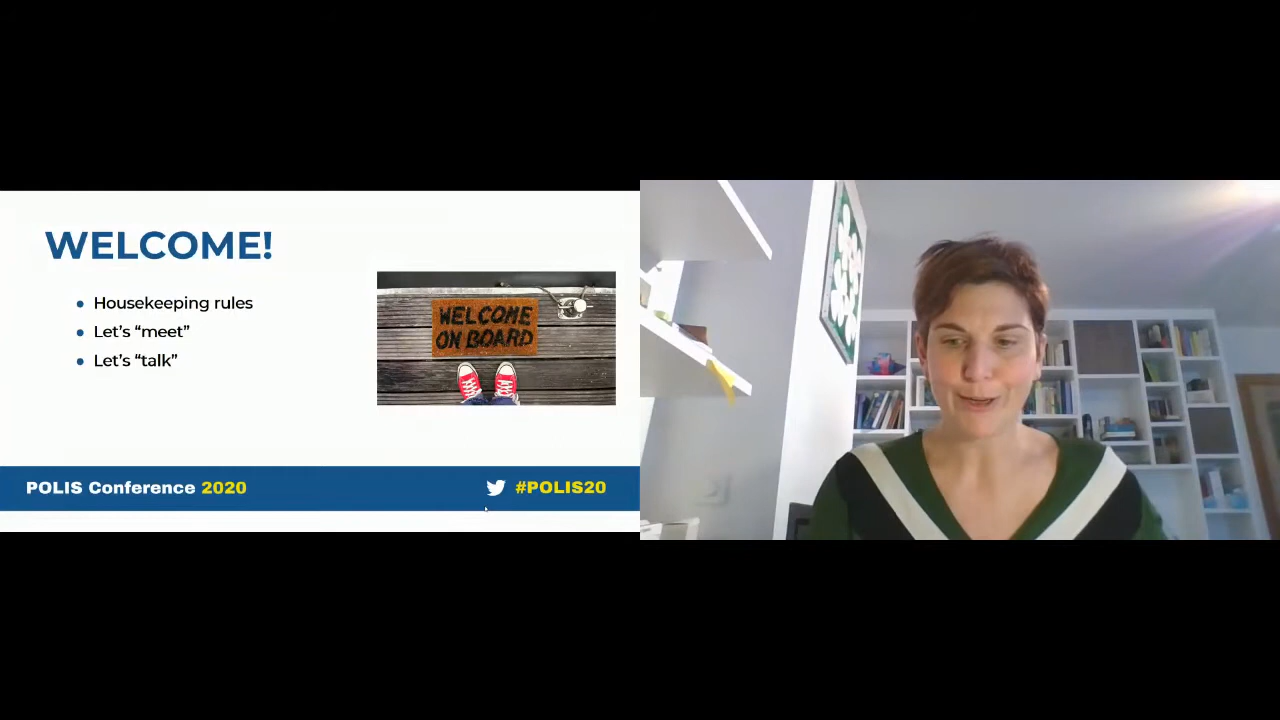 WELCOME!
Housekeeping rules
Let's “meet”
Let's “talk”
WELCOME
ON BOARD
POLIS Conference 2020
#POLIS20